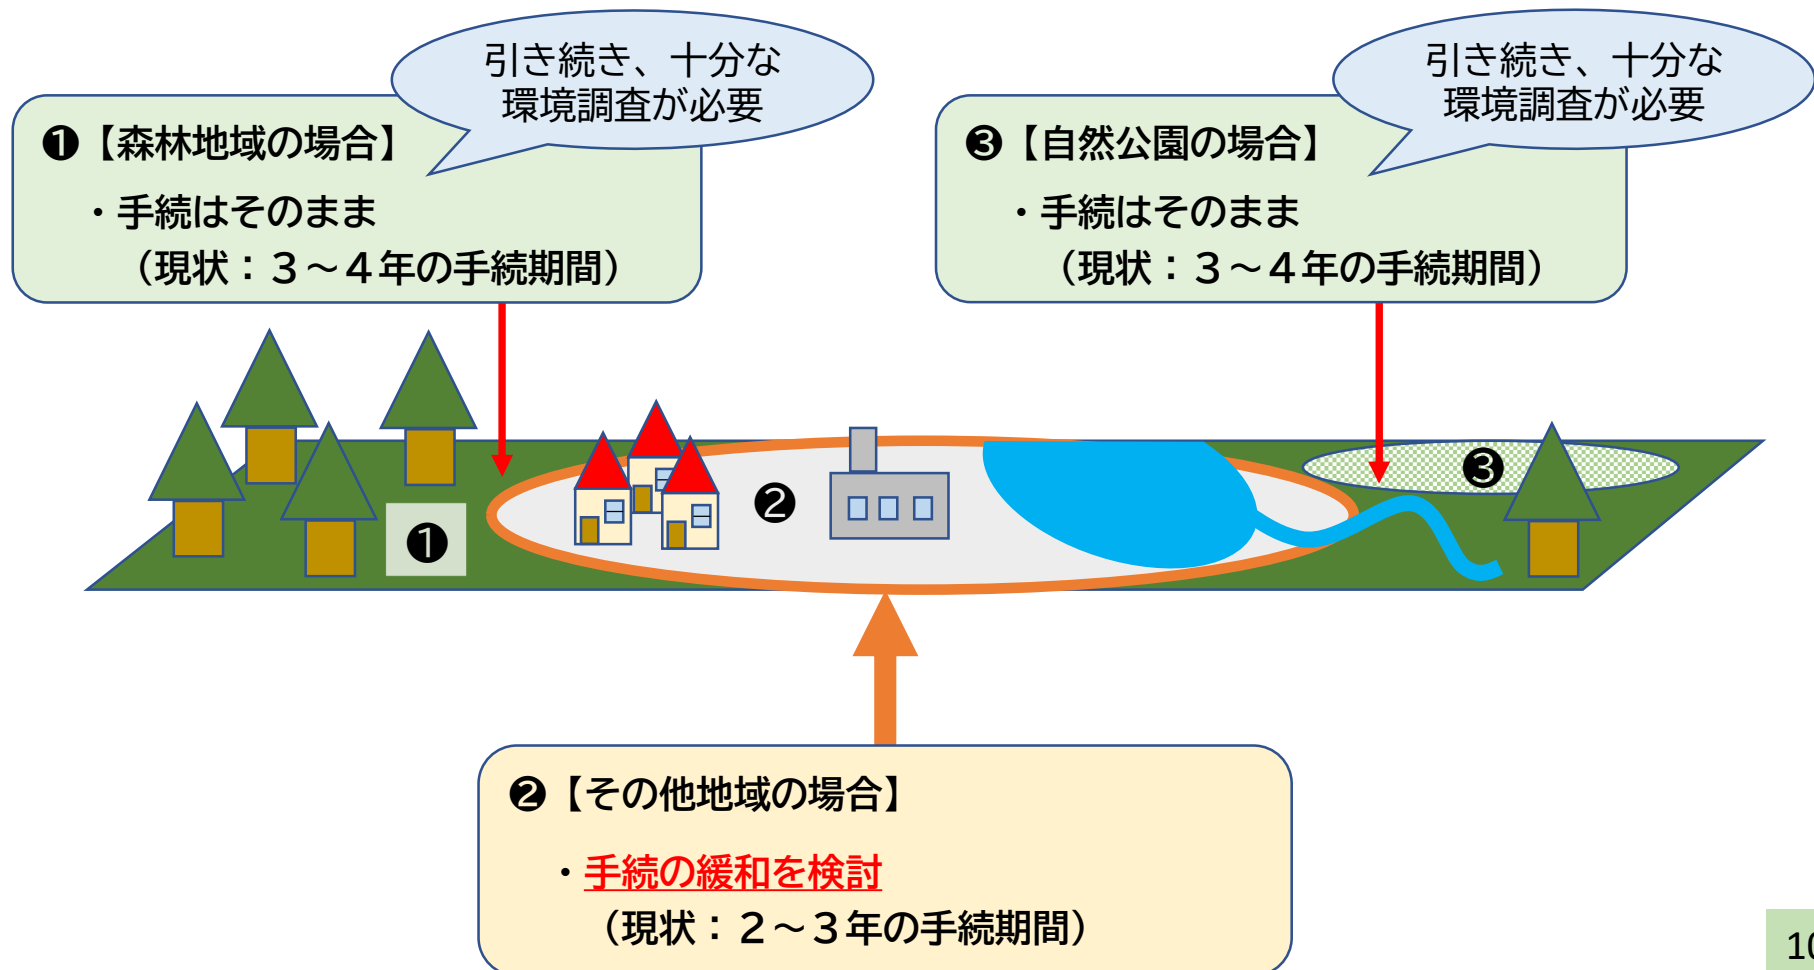 引き続き、十分な
環境調査が必要
❶【森林地域の場合】
・手続はそのまま
（現状：３～４年の手続期間）
引き続き、十分な
環境調査が必要
❸【自然公園の場合】
・手続はそのまま
（現状：３～４年の手続期間）
❶
❷
❸
❷【その他地域の場合】
・手続の緩和を検討
（現状：２～３年の手続期間）
10